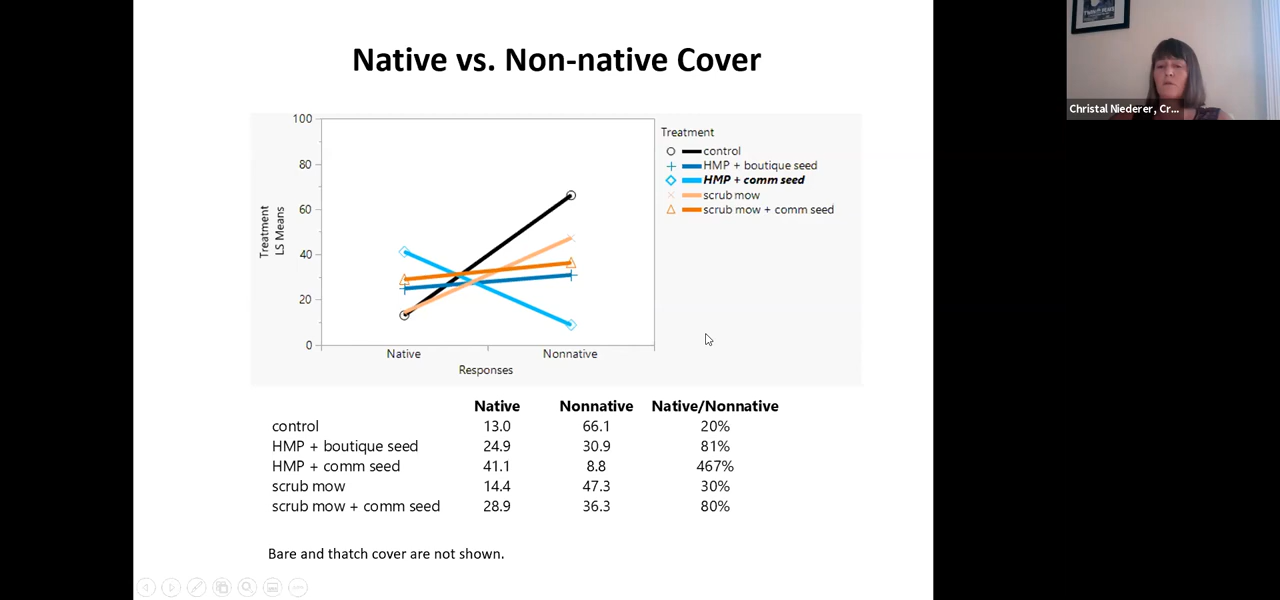 Native vs. Non-native Cover
Christal Niederer, Cr...
100
80
60
40
20
0
Treatment
LS Means
Native
Nonnative
Responses
Treatment
control
HMP + boutique seed
HMP + comm seed
scrub mow
scrub mow + comm seed
Native Nonnative Native/Nonnative
control 13.0 66.1 20%
HMP + boutique seed 24.9 30.9 81%
HMP + comm seed 41.1 8.8 467%
scrub mow 14.4 47.3 30%
scrub mow + comm seed 28.9 36.3 80%
Bare and thatch cover are not shown.